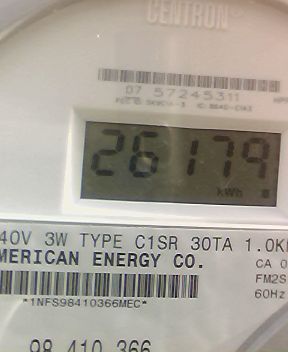 CENTRON
07 57245311
26179
kWh
40V 3W TYPE C1SR 30TA 1.0K
MERICAN ENERGY CO.
CA 0
FM2S
60Hz
*1NFS98410366MEC*
98 410 366